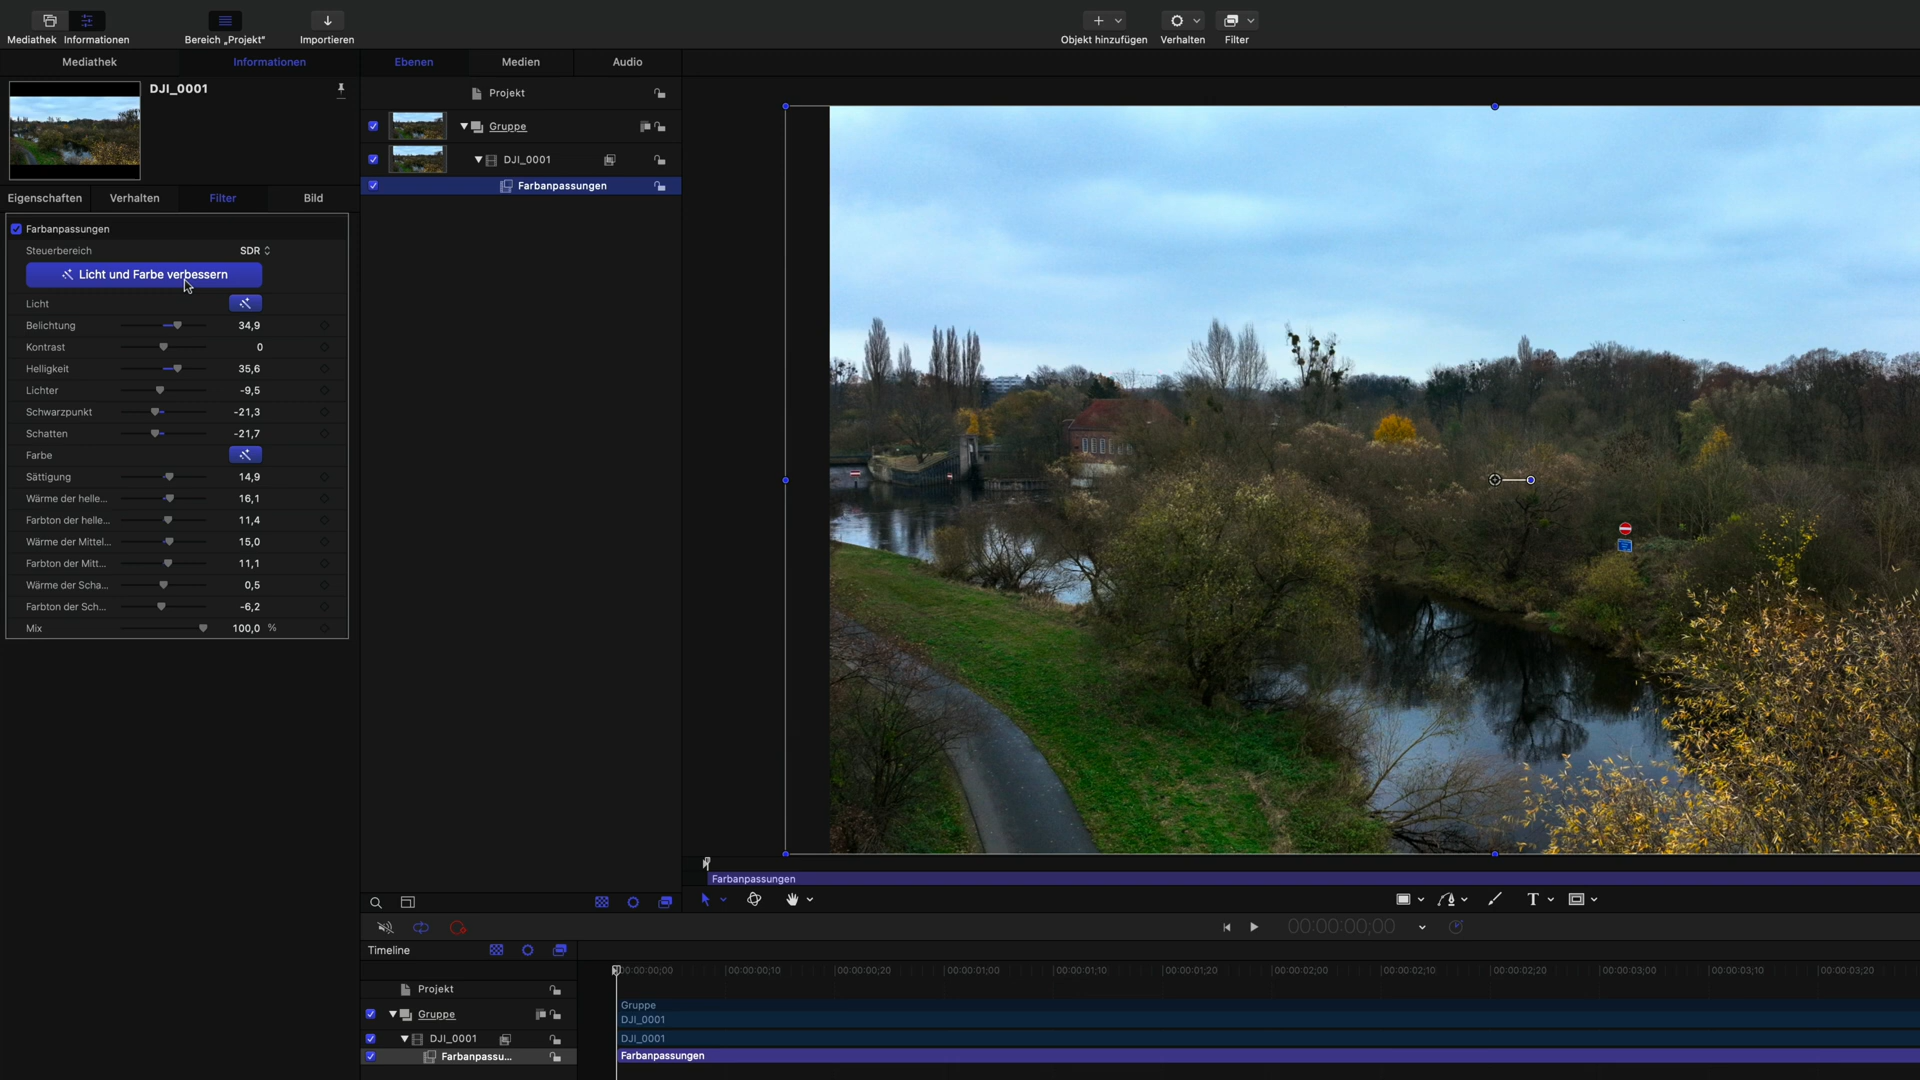 Mediathek Informationen Bereich „Projekt“ Importieren Objekt hinzufügen Verhalten Filter
Mediathek Informationen Ebenen Medien Audio
DJI_0001
Projekt
Gruppe
DJI_0001
Farbanpassungen
Eigenschaften Verhalten Filter Bild
Farbanpassungen
Steuerbereich SDR
Licht und Farbe verbessern
Licht
Belichtung 34,9
Kontrast 0
Helligkeit 35,6
Lichter -9,5
Schwarzpunkt -21,3
Schatten -21,7
Farbe
Sättigung 14,9
Wärme der helle... 16,1
Farbton der helle... 11,4
Wärme der Mittel... 15,0
Farbton der Mitt... 11,1
Wärme der Scha... 0,5
Farbton der Sch... -6,2
Mix 100,0 %
Farbanpassungen
T
00:00:00;00
Timeline
00:00:00;00 00:00:00;10 00:00:00;20 00:00:01;00 00:00:01;10 00:00:01;20 00:00:02;00 00:00:02;10 00:00:02;20 00:00:03;00 00:00:03;10 00:00:03;20
Projekt
Gruppe
DJI_0001
Farbanpassu...
Gruppe
DJI_0001
DJI_0001
Farbanpassungen